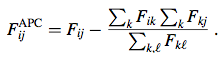 $F_{ij}^{\mathrm{APC}} = F_{ij} - \frac{\sum_k F_{ik} \sum_k F_{kj}}{\sum_{k,\ell} F_{k\ell}} \, .$